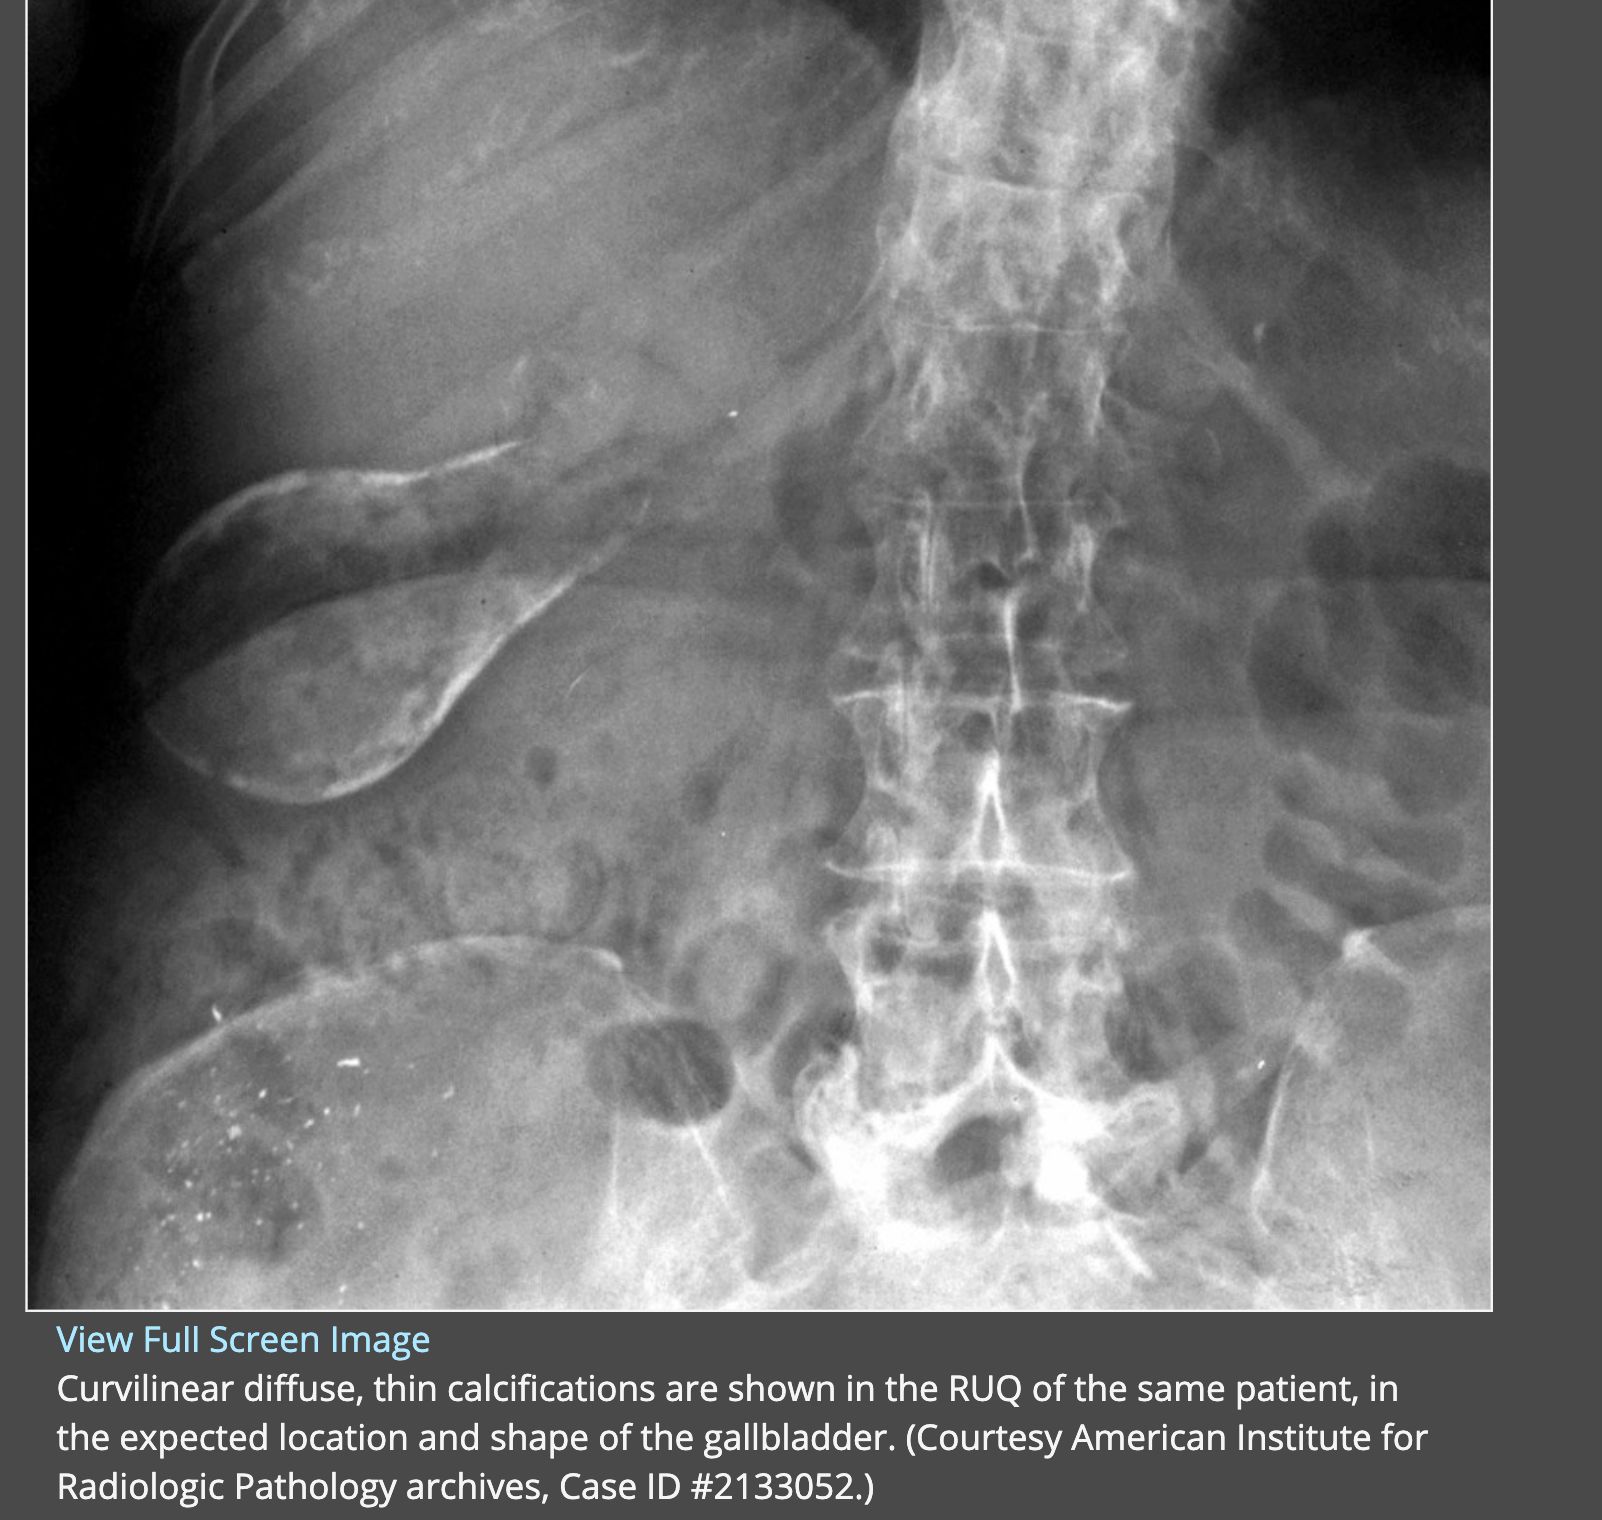 View Full Screen Image
Curvilinear diffuse, thin calcifications are shown in the RUQ of the same patient, in
the expected location and shape of the gallbladder. (Courtesy American Institute for
Radiologic Pathology archives, Case ID #2133052.)